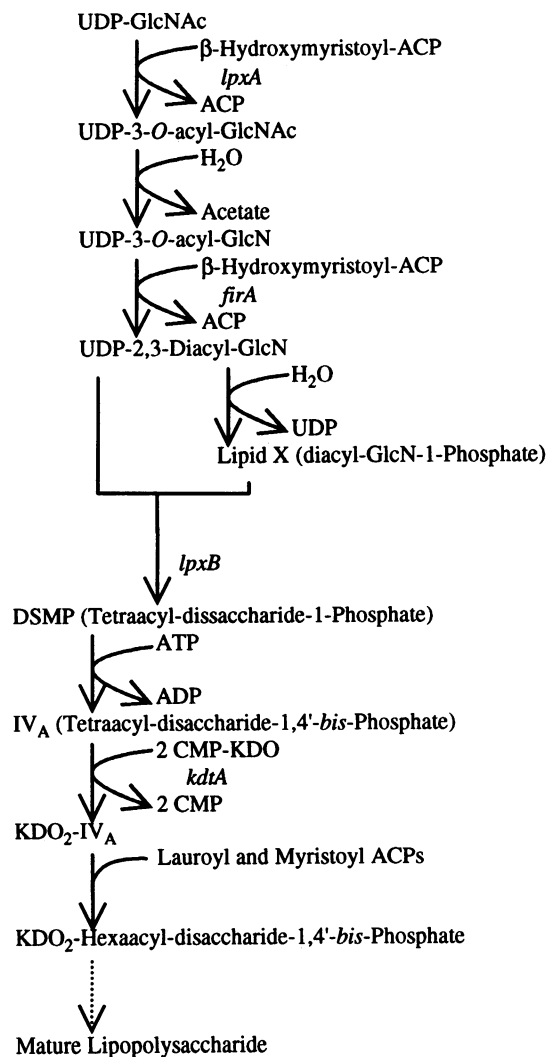 UDP-GlcNAc
β-Hydroxymyristoyl-ACP
lpxA
ACP
UDP-3-O-acyl-GlcNAc
H₂O
Acetate
UDP-3-O-acyl-GlcN
β-Hydroxymyristoyl-ACP
firA
ACP
UDP-2,3-Diacyl-GlcN
H₂O
UDP
Lipid X (diacyl-GlcN-1-Phosphate)
lpxB
DSMP (Tetraacyl-dissaccharide-1-Phosphate)
ATP
ADP
IVA (Tetraacyl-disaccharide-1,4'-bis-Phosphate)
2 CMP-KDO
kdtA
2 CMP
KDO₂-IVA
Lauroyl and Myristoyl ACPs
KDO₂-Hexaacyl-disaccharide-1,4'-bis-Phosphate
Mature Lipopolysaccharide